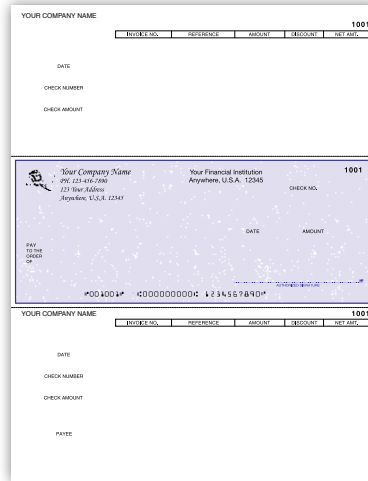 YOUR COMPANY NAME
1001
INVOICE NO. REFERENCE AMOUNT DISCOUNT NET AMT.
DATE
CHECK NUMBER
CHECK AMOUNT
Your Company Name Your Financial Institution 1001
PH. 123-456-7890 Anywhere, U.S.A. 12345
123 Your Address CHECK NO.
Anywhere, U.S.A. 12345
DATE AMOUNT
PAY
TO THE
ORDER
OF
AUTHORIZED SIGNATURE
⑈001001⑈ ⑆000000000⑆ 1234567890⑈
YOUR COMPANY NAME 1001
INVOICE NO. REFERENCE AMOUNT DISCOUNT NET AMT.
DATE
CHECK NUMBER
CHECK AMOUNT
PAYEE